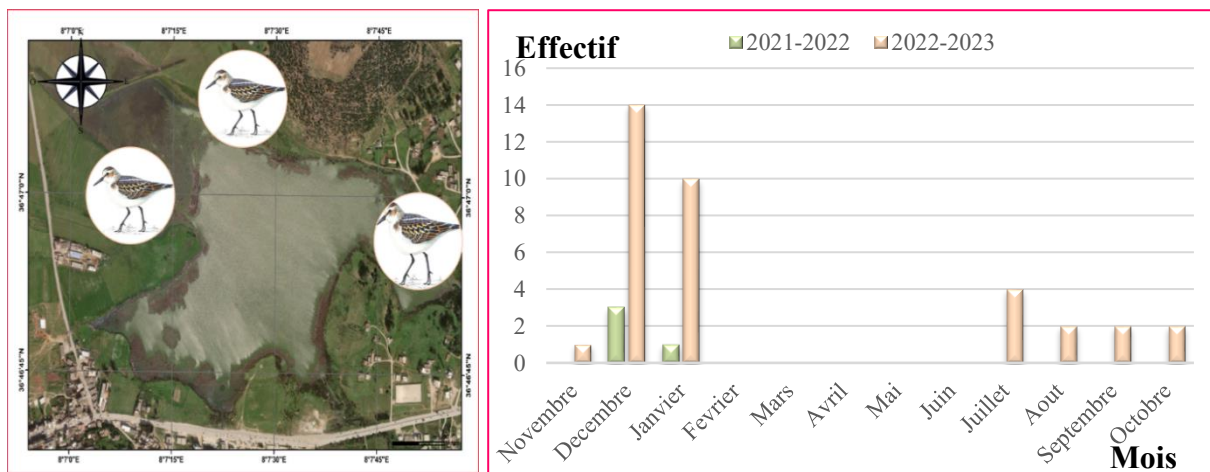 8°7'0"E 8°7'15"E 8°7'30"E 8°7'45"E
36°47'0"N
36°47'0"N
36°46'45"N
36°46'45"N
8°7'0"E 8°7'15"E 8°7'30"E 8°7'45"E
Effectif
2021-2022 2022-2023
16
14
12
10
8
6
4
2
0
Novembre Decembre Janvier Fevrier Mars Avril Mai Juin Juillet Aout Septembre Octobre
Mois